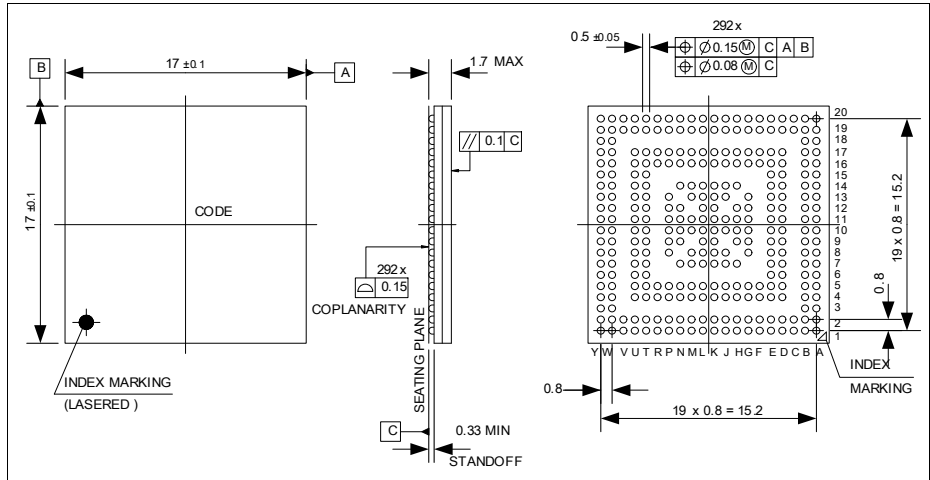 B
17 ±0.1
A
17 ±0.1
CODE
INDEX MARKING
(LASERED )
1.7 MAX
// 0.1 C
292 x
⌓ 0.15
COPLANARITY
SEATING PLANE
C
0.33 MIN
STANDOFF
0.5 ±0.05
292 x
⌖ Ø 0.15 Ⓜ C A B
⌖ Ø 0.08 Ⓜ C
20
19
18
17
16
15
14
13
12
11
10
9
8
7
6
5
4
3
2
1
Y W V U T R P N M L K J H G F E D C B A
19 x 0.8 = 15.2
0.8
INDEX
MARKING
0.8
19 x 0.8 = 15.2